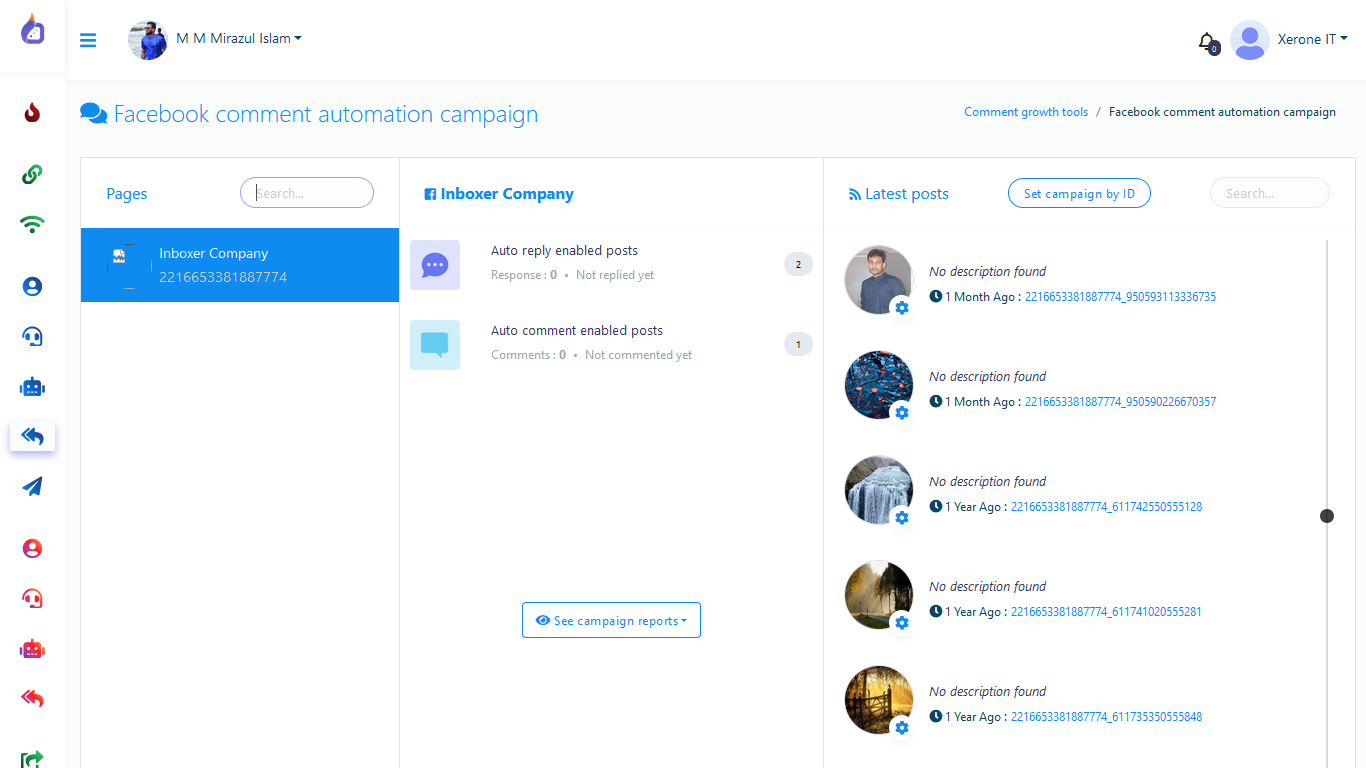 M M Mirazul Islam
0
Xerone IT
Facebook comment automation campaign
Comment growth tools / Facebook comment automation campaign
Pages
Search...
Inboxer Company
2216653381887774
Inboxer Company
Auto reply enabled posts
2
Response : 0 • Not replied yet
Auto comment enabled posts
1
Comments : 0 • Not commented yet
See campaign reports
Latest posts
Set campaign by ID
Search...
No description found
1 Month Ago : 2216653381887774_950593113336735
No description found
1 Month Ago : 2216653381887774_950590226670357
No description found
1 Year Ago : 2216653381887774_611742550555128
No description found
1 Year Ago : 2216653381887774_611741020555281
No description found
1 Year Ago : 2216653381887774_611735350555848